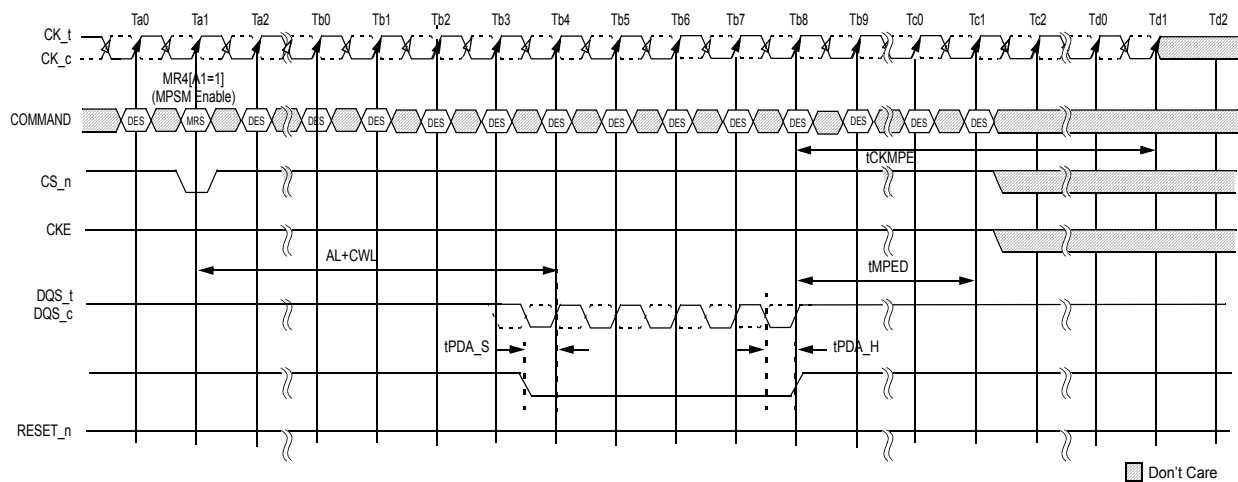 Ta0 Ta1 Ta2 Tb0 Tb1 Tb2 Tb3 Tb4 Tb5 Tb6 Tb7 Tb8 Tb9 Tc0 Tc1 Tc2 Td0 Td1 Td2
CK_t
CK_c
MR4[A1=1]
(MPSM Enable)
COMMAND DES MRS DES DES DES DES DES DES DES DES DES DES DES DES DES
tCKMPE
CS_n
CKE
AL+CWL
tMPED
DQS_t
DQS_c
tPDA_S tPDA_H
RESET_n
Don't Care